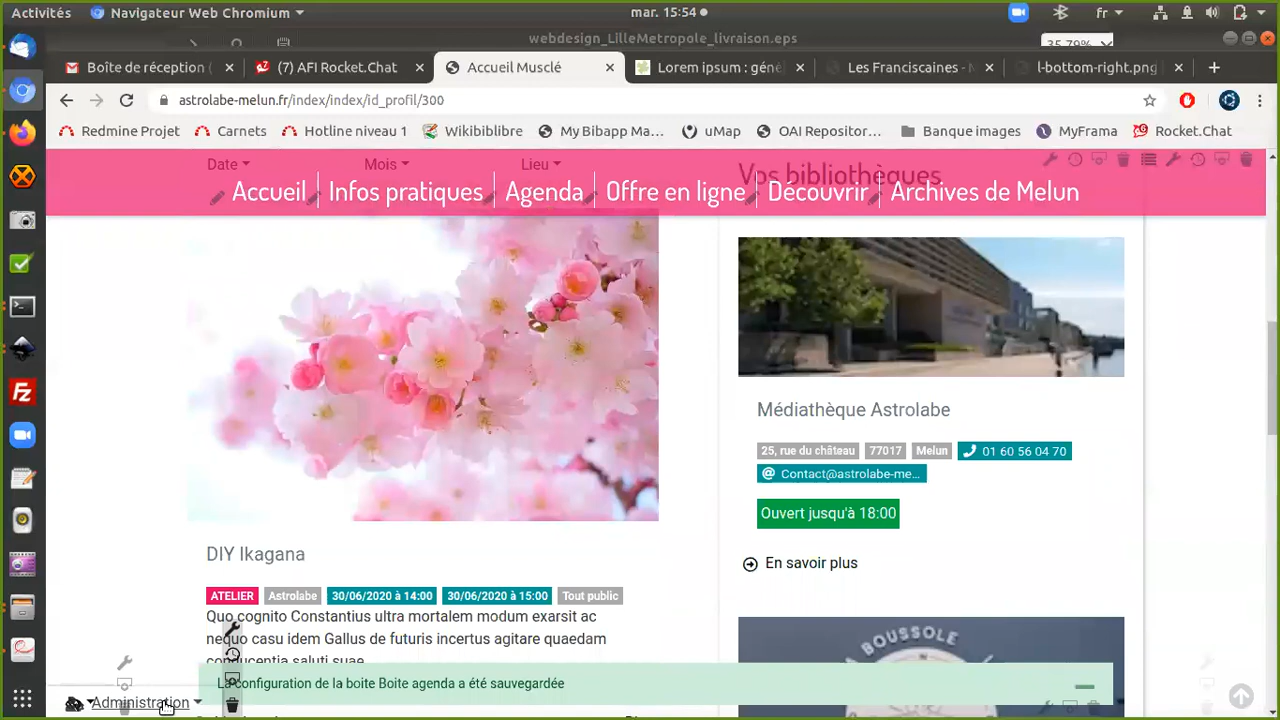 Activités Navigateur Web Chromium mar. 15:54 fr
webdesign_LilleMetropole_livraison.eps 35,79%
Boîte de réception ( (7) AFI Rocket.Chat Accueil Musclé Lorem ipsum : géné Les Franciscaines - N l-bottom-right.png
astrolabe-melun.fr/index/index/id_profil/300
Redmine Projet Carnets Hotline niveau 1 Wikibiblibre My Bibapp Ma... uMap OAI Repositor... Banque images MyFrama Rocket.Chat
Date Mois Lieu Vos bibliothèques
Accueil Infos pratiques Agenda Offre en ligne Découvrir Archives de Melun
Médiathèque Astrolabe
25, rue du château 77017 Melun 01 60 56 04 70
Contact@astrolabe-me...
Ouvert jusqu'à 18:00
En savoir plus
DIY Ikagana
ATELIER Astrolabe 30/06/2020 à 14:00 30/06/2020 à 15:00 Tout public
Quo cognito Constantius ultra mortalem modum exarsit ac
nequo casu idem Gallus de futuris incertus agitare quaedam
conducentia saluti suae
BOUSSOLE
La configuration de la boite Boite agenda a été sauvegardée
Administration